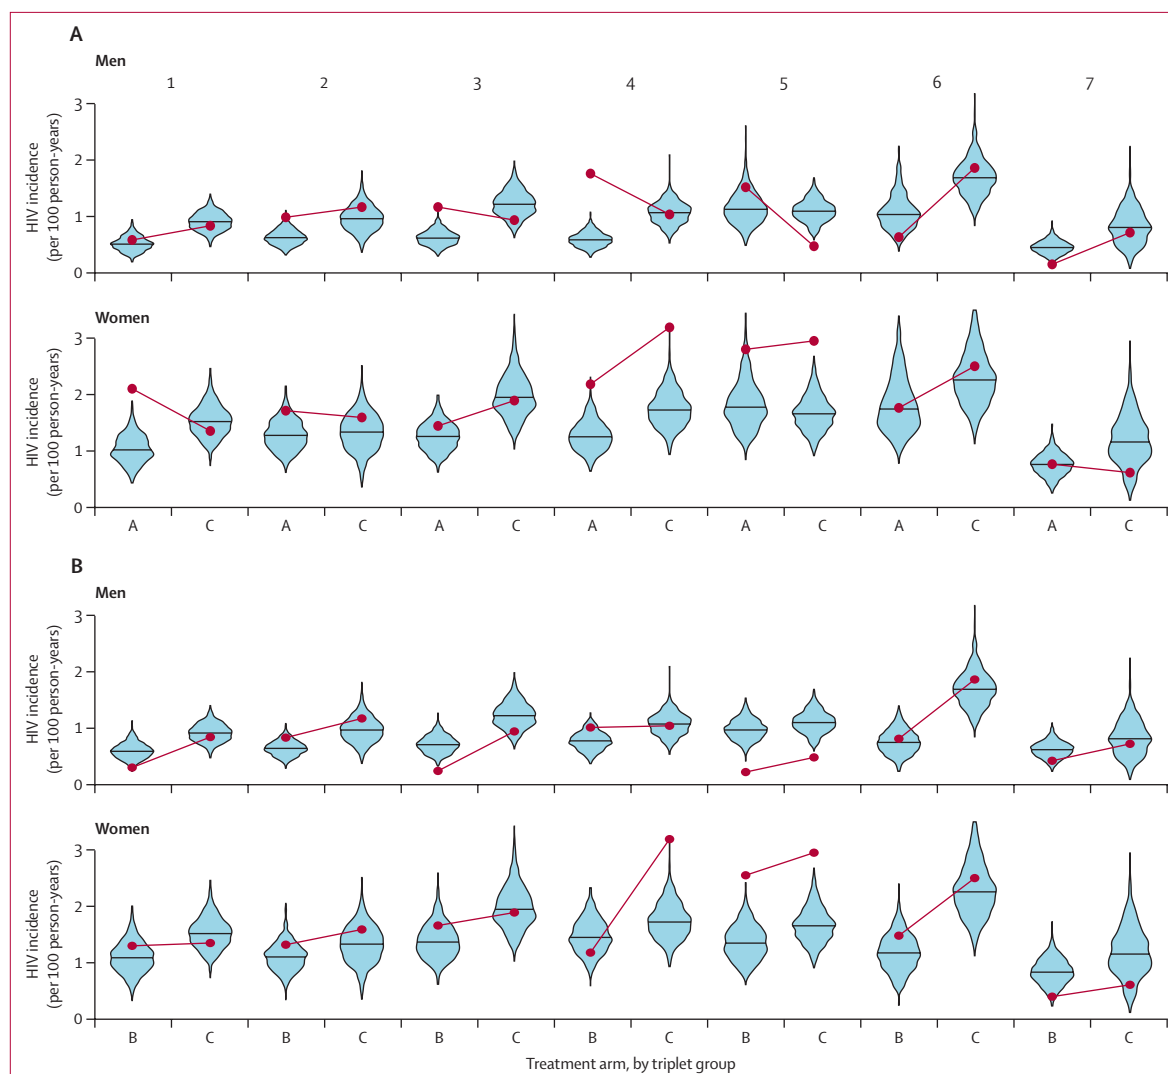 A
Men
1 2 3 4 5 6 7
HIV incidence
(per 100 person-years)
3
2
1
0
Women
HIV incidence
(per 100 person-years)
3
2
1
0
A C A C A C A C A C A C A C
B
Men
HIV incidence
(per 100 person-years)
3
2
1
0
Women
HIV incidence
(per 100 person-years)
3
2
1
0
B C B C B C B C B C B C B C
Treatment arm, by triplet group